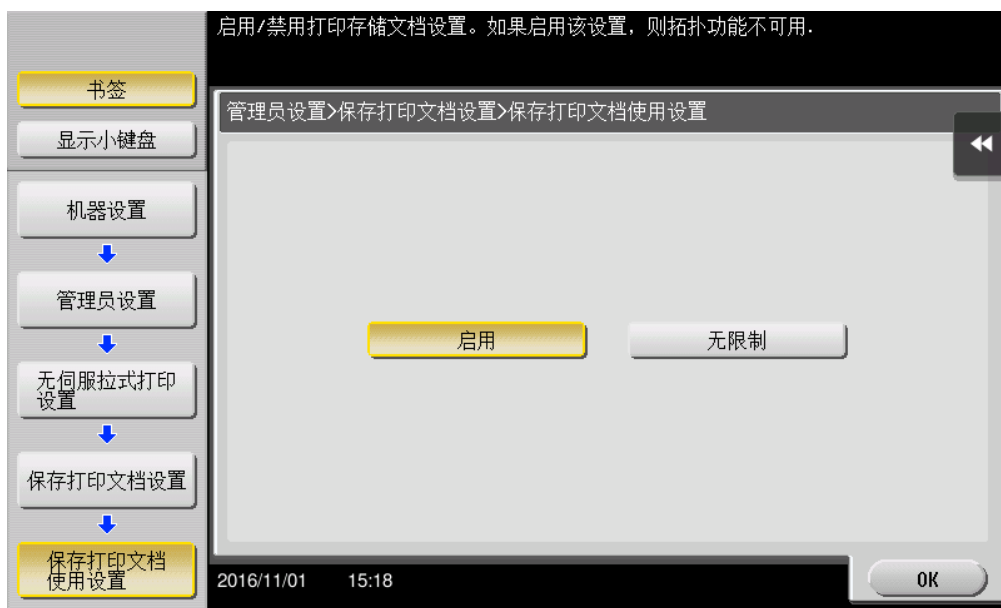 启用/禁用打印存储文档设置。如果启用该设置，则拓扑功能不可用.
书签
显示小键盘
管理员设置>保存打印文档设置>保存打印文档使用设置
机器设置
管理员设置
无伺服拉式打印
设置
保存打印文档设置
保存打印文档
使用设置
启用
无限制
2016/11/01 15:18
OK